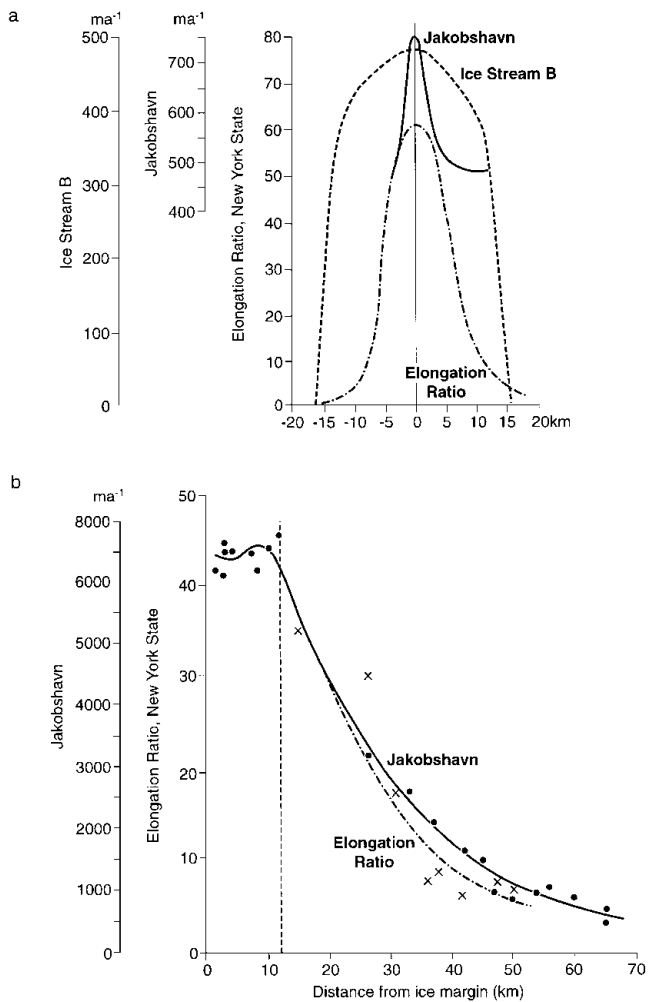 a
ma-1
ma-1
500
400
300
200
100
0
Ice Stream B
700
600
500
400
Jakobshavn
80
70
60
50
40
30
20
10
0
Elongation Ratio, New York State
Jakobshavn
Ice Stream B
Elongation
Ratio
-20 -15 -10 -5 0 5 10 15 20km
b
ma-1
8000
6000
5000
4000
3000
2000
1000
0
Jakobshavn
50
40
30
20
10
0
Elongation Ratio, New York State
Jakobshavn
Elongation
Ratio
0 10 20 30 40 50 60 70
Distance from ice margin (km)